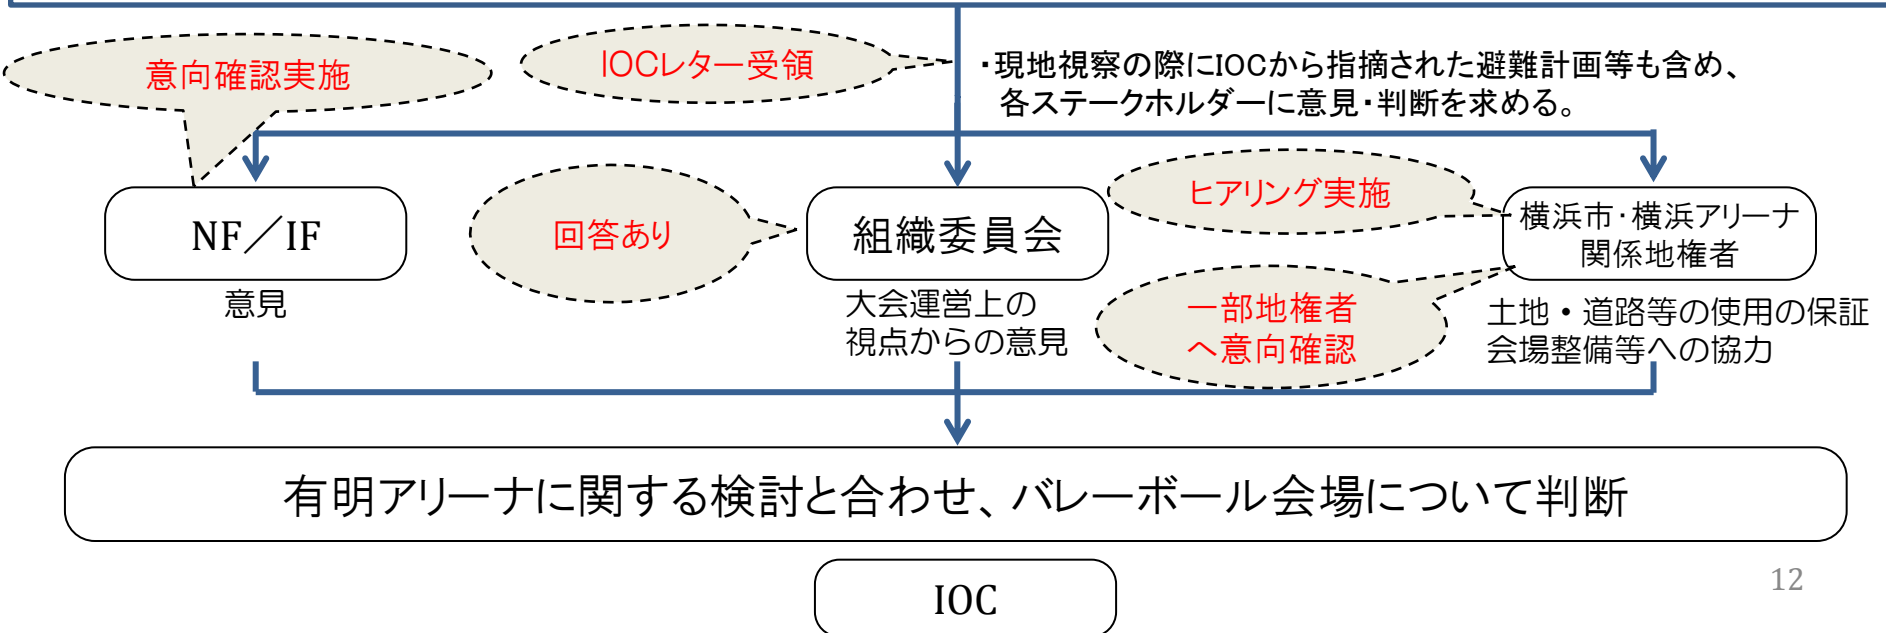 意向確認実施
IOCレター受領
・現地視察の際にIOCから指摘された避難計画等も含め、
各ステークホルダーに意見・判断を求める。
NF／IF
意見
回答あり
組織委員会
大会運営上の
視点からの意見
ヒアリング実施
横浜市・横浜アリーナ
関係地権者
一部地権者
へ意向確認
土地・道路等の使用の保証
会場整備等への協力
有明アリーナに関する検討と合わせ、バレーボール会場について判断
IOC
12